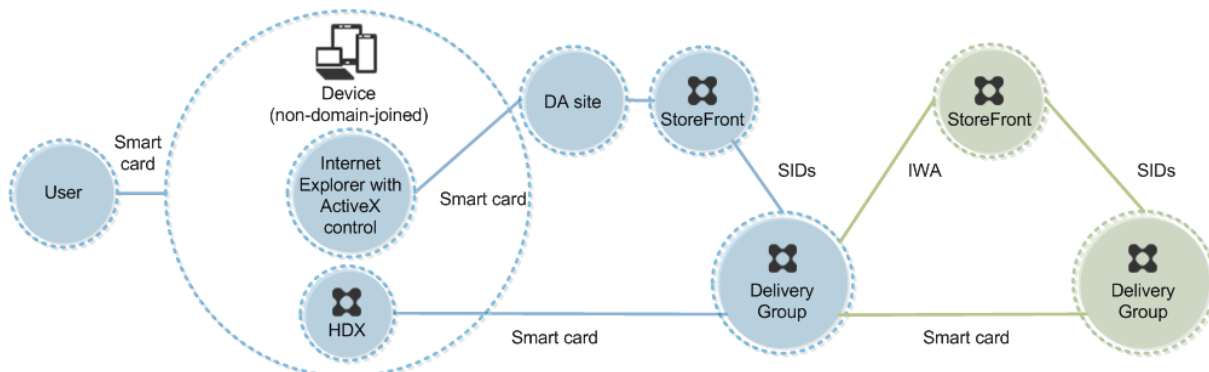 User
Smart
card
Device
(non-domain-joined)
Internet
Explorer with
ActiveX
control
HDX
Smart card
DA site
StoreFront
SIDs
Delivery
Group
Smart card
IWA
StoreFront
SIDs
Delivery
Group
Smart card